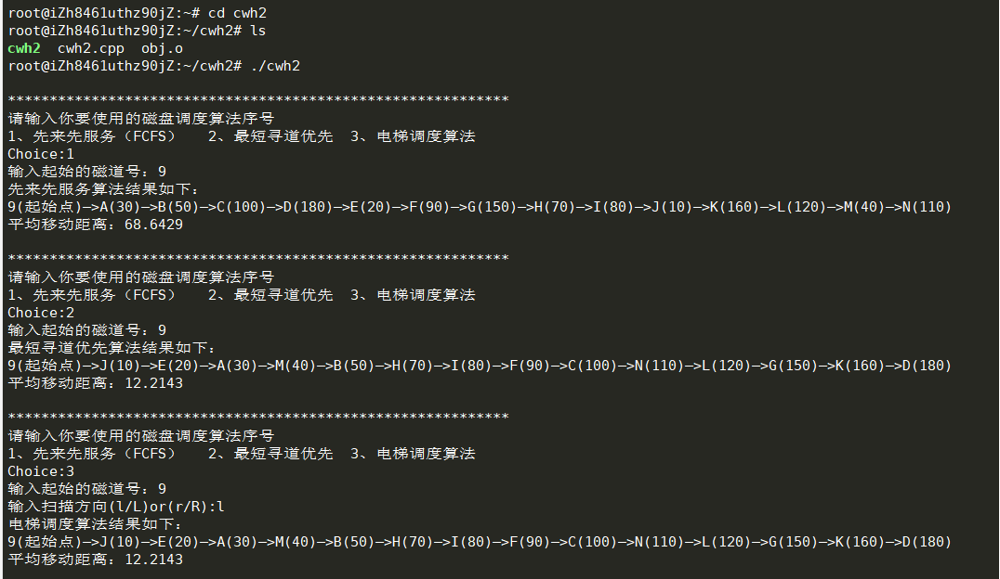 root@iZh8461uthz90jZ:~# cd cwh2
root@iZh8461uthz90jZ:~/cwh2# ls
cwh2  cwh2.cpp  obj.o
root@iZh8461uthz90jZ:~/cwh2# ./cwh2
************************************************************
请输入你要使用的磁盘调度算法序号
1、先来先服务（FCFS）   2、最短寻道优先  3、电梯调度算法
Choice:1
输入起始的磁道号：9
先来先服务算法结果如下：
9(起始点)—>A(30)—>B(50)—>C(100)—>D(180)—>E(20)—>F(90)—>G(150)—>H(70)—>I(80)—>J(10)—>K(160)—>L(120)—>M(40)—>N(110)
平均移动距离：68.6429
************************************************************
请输入你要使用的磁盘调度算法序号
1、先来先服务（FCFS）   2、最短寻道优先  3、电梯调度算法
Choice:2
输入起始的磁道号：9
最短寻道优先算法结果如下：
9(起始点)—>J(10)—>E(20)—>A(30)—>M(40)—>B(50)—>H(70)—>I(80)—>F(90)—>C(100)—>N(110)—>L(120)—>G(150)—>K(160)—>D(180)
平均移动距离：12.2143
************************************************************
请输入你要使用的磁盘调度算法序号
1、先来先服务（FCFS）   2、最短寻道优先  3、电梯调度算法
Choice:3
输入起始的磁道号：9
输入扫描方向(l/L)or(r/R):l
电梯调度算法结果如下：
9(起始点)—>J(10)—>E(20)—>A(30)—>M(40)—>B(50)—>H(70)—>I(80)—>F(90)—>C(100)—>N(110)—>L(120)—>G(150)—>K(160)—>D(180)
平均移动距离：12.2143